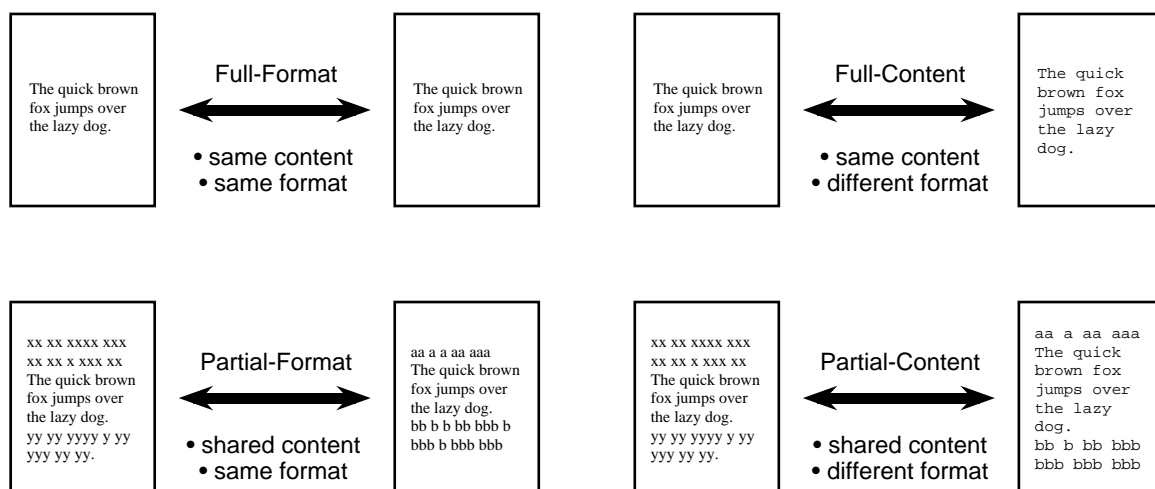 The quick brown
fox jumps over
the lazy dog.
Full-Format
• same content
• same format
The quick brown
fox jumps over
the lazy dog.
The quick brown
fox jumps over
the lazy dog.
Full-Content
• same content
• different format
The quick
brown fox
jumps over
the lazy
dog.
xx xx xxxx xxx
xx xx x xxx xx
The quick brown
fox jumps over
the lazy dog.
yy yy yyyy y yy
yyy yy yy.
Partial-Format
• shared content
• same format
aa a a aa aaa
The quick brown
fox jumps over
the lazy dog.
bb b b bb bbb b
bbb b bbb bbb
xx xx xxxx xxx
xx xx x xxx xx
The quick brown
fox jumps over
the lazy dog.
yy yy yyyy y yy
yyy yy yy.
Partial-Content
• shared content
• different format
aa a aa aaa
The quick
brown fox
jumps over
the lazy
dog.
bb b bb bbb
bbb bbb bbb